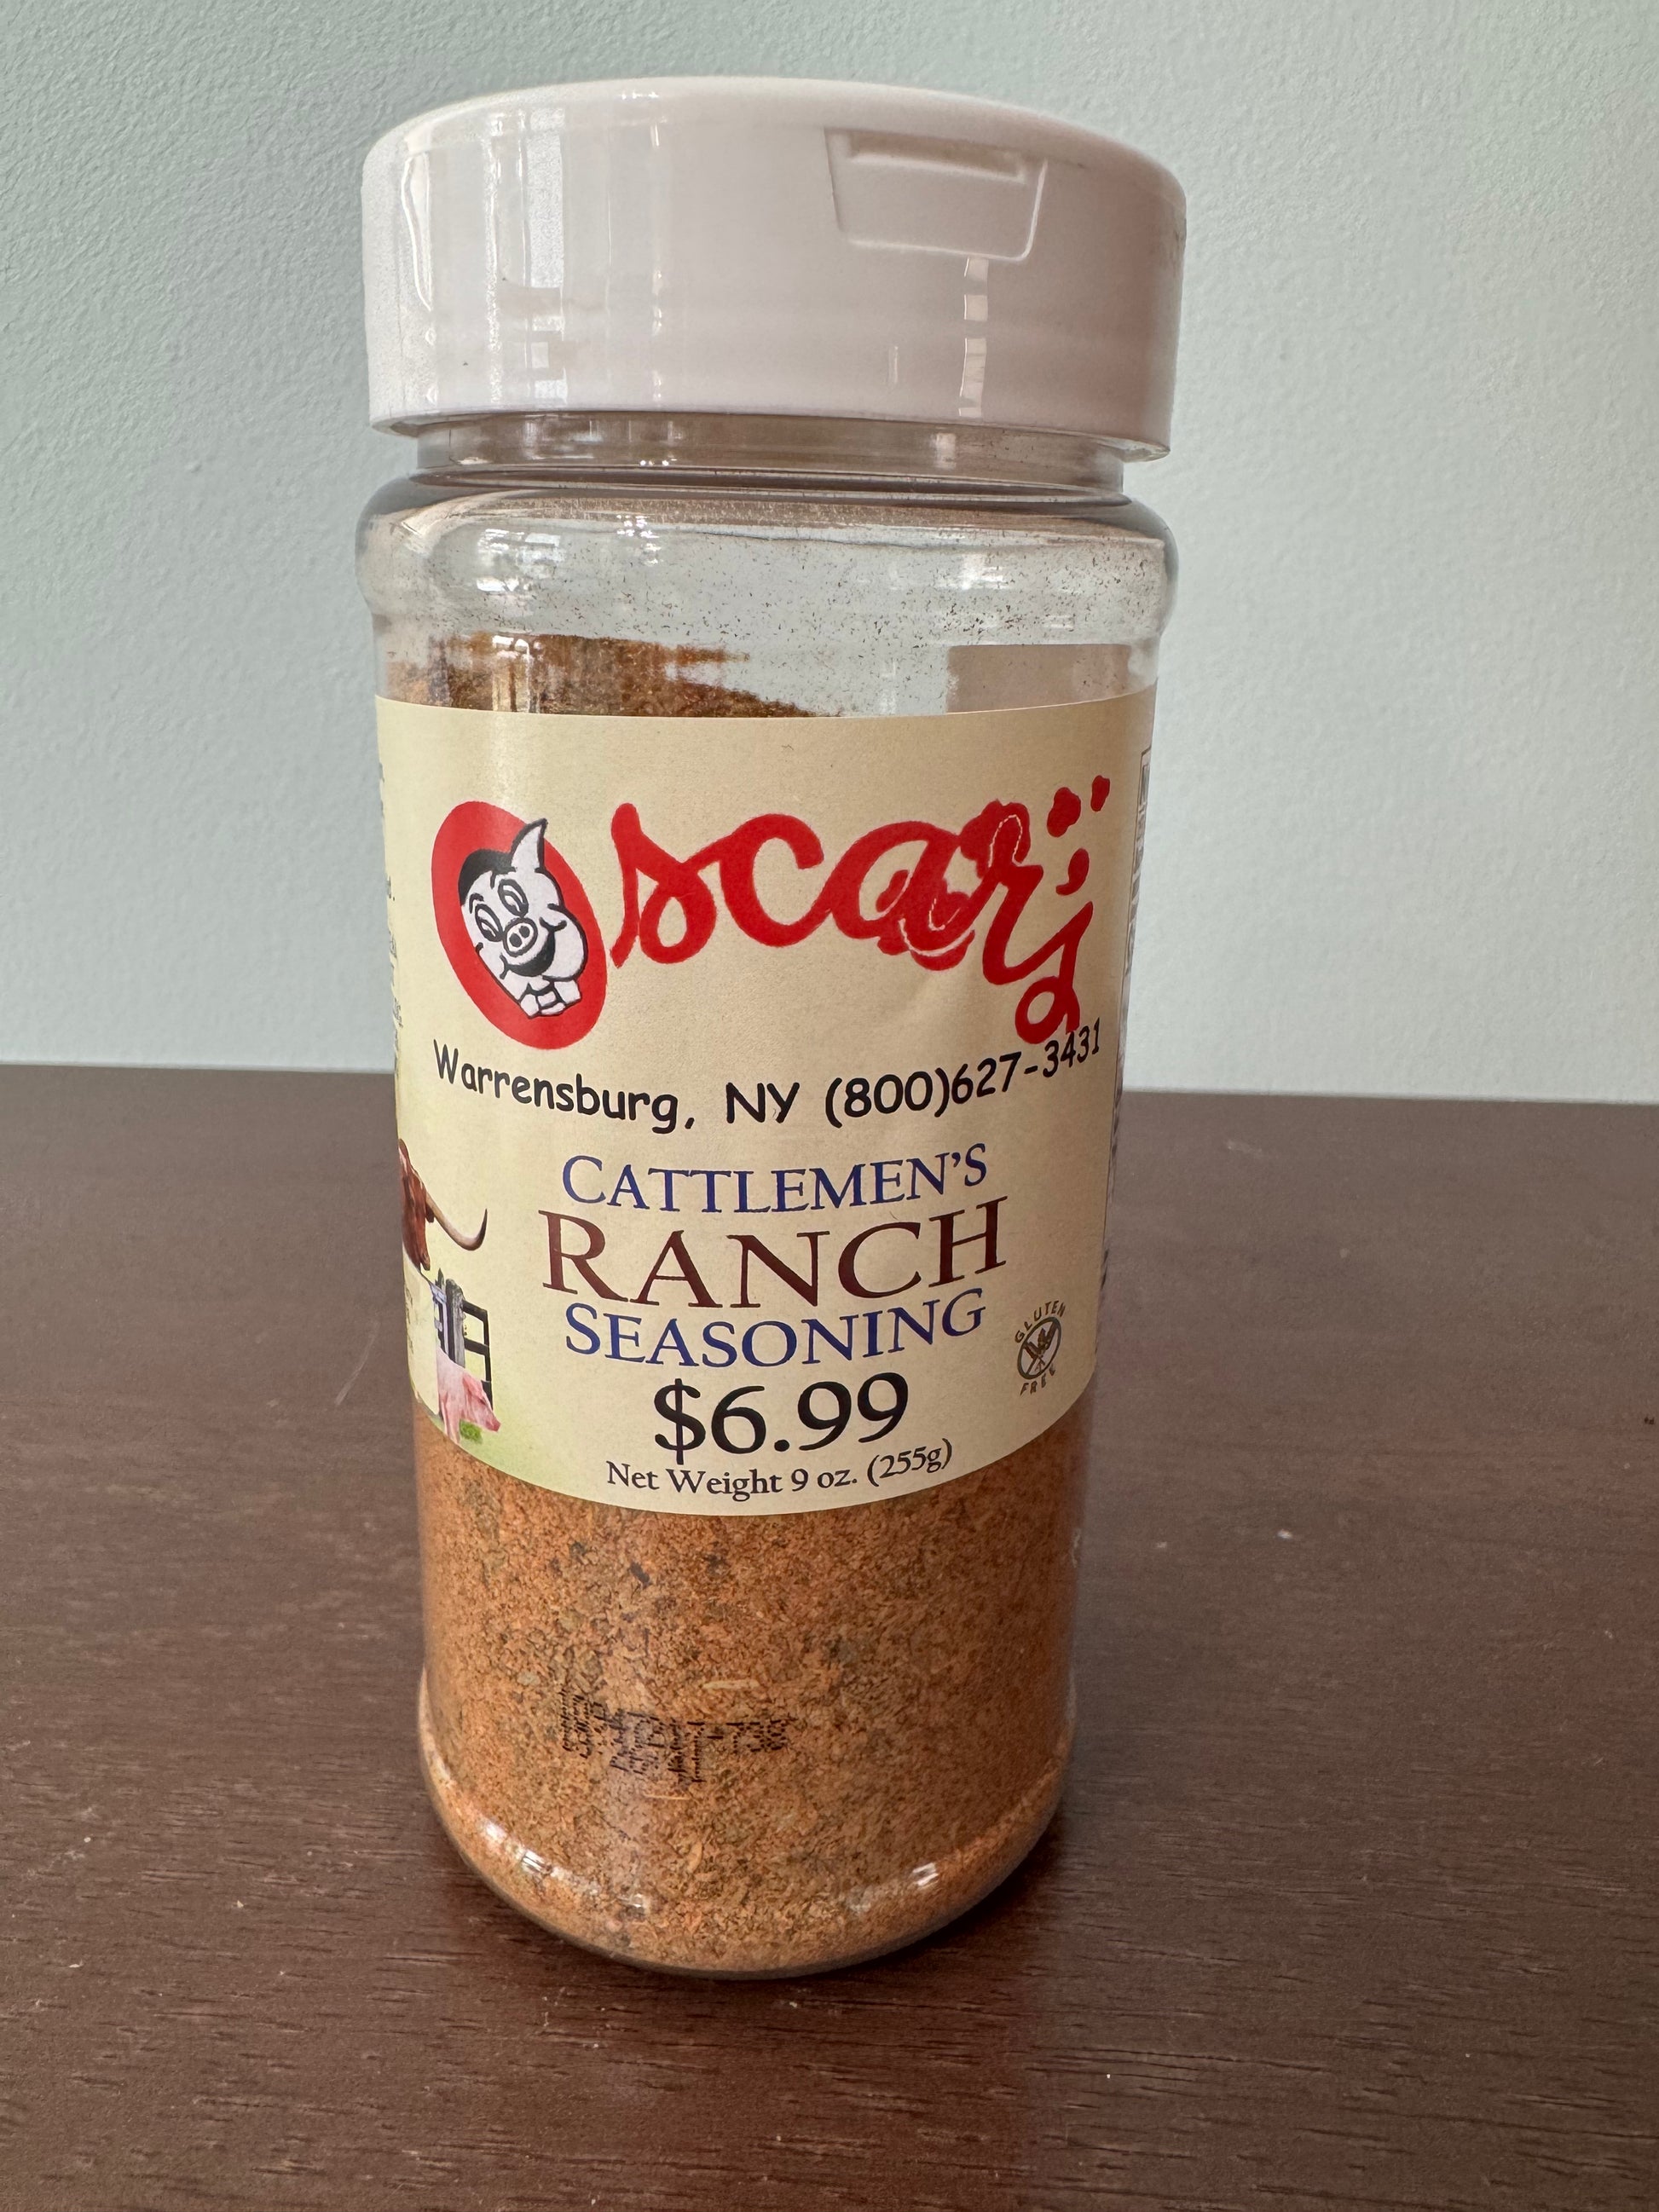 Oscar's
Warrensburg, NY (800)627-3431
CATTLEMEN'S
RANCH
SEASONING
$6.99
Net Weight 9 oz. (255g)
GLUTEN
FREE